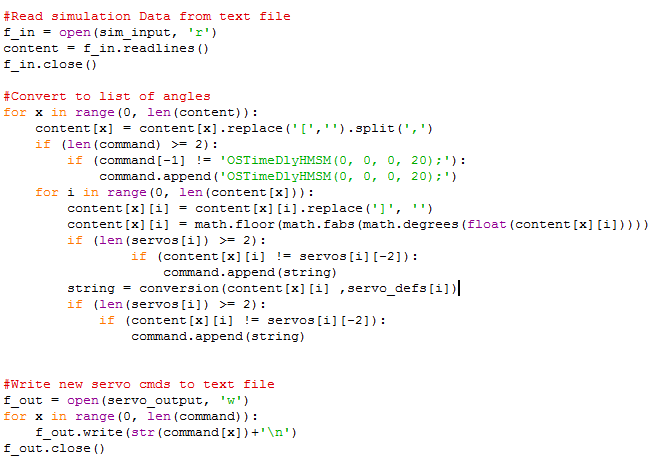 #Read simulation Data from text file
f_in = open(sim_input, 'r')
content = f_in.readlines()
f_in.close()

#Convert to list of angles
for x in range(0, len(content)):
    content[x] = content[x].replace('[','').split(',')
    if (len(command) >= 2):
        if (command[-1] != 'OSTimeDlyHMSM(0, 0, 0, 20);'):
            command.append('OSTimeDlyHMSM(0, 0, 0, 20);')
    for i in range(0, len(content[x])):
        content[x][i] = content[x][i].replace(']', '')
        content[x][i] = math.floor(math.fabs(math.degrees(float(content[x][i]))))
        if (len(servos[i]) >= 2):
                if (content[x][i] != servos[i][-2]):
                    command.append(string)
        string = conversion(content[x][i] ,servo_defs[i])
        if (len(servos[i]) >= 2):
            if (content[x][i] != servos[i][-2]):
                command.append(string)

#Write new servo cmds to text file
f_out = open(servo_output, 'w')
for x in range(0, len(command)):
    f_out.write(str(command[x])+'\n')
f_out.close()